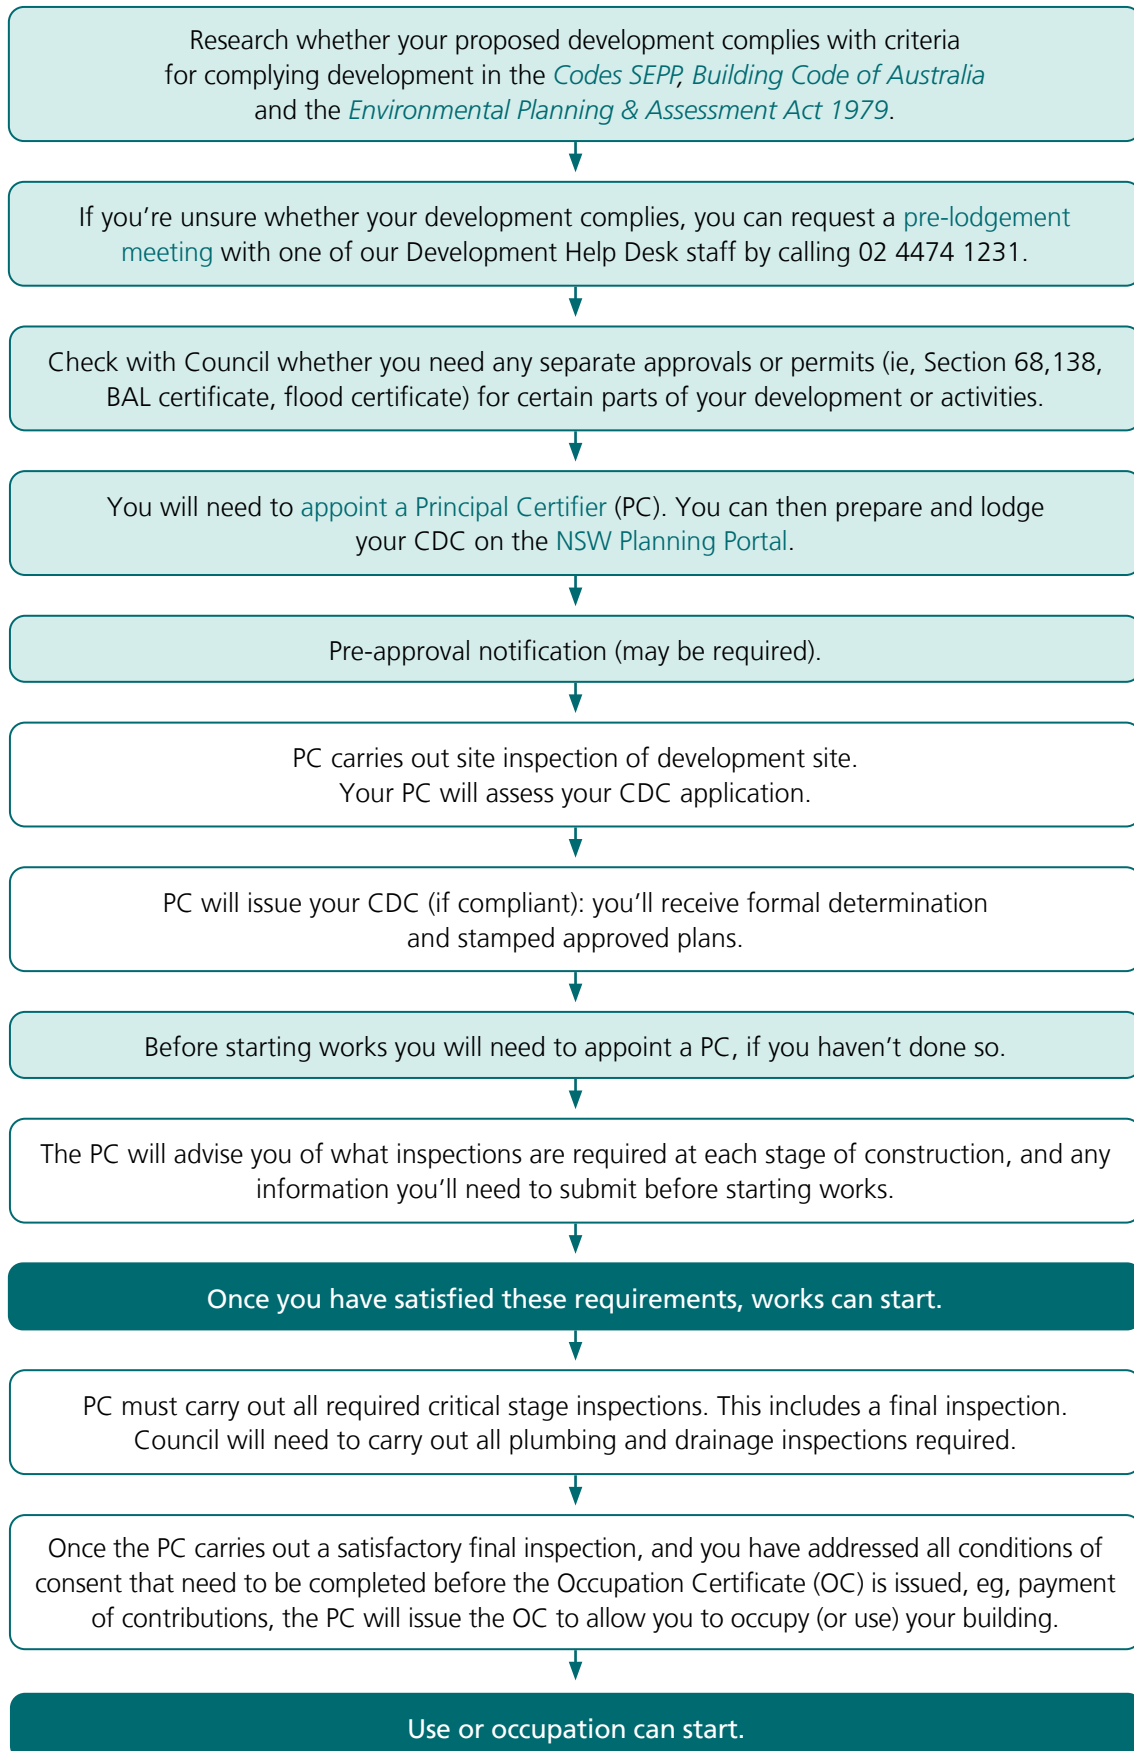 Research whether your proposed development complies with criteria
for complying development in the Codes SEPP, Building Code of Australia
and the Environmental Planning & Assessment Act 1979.
If you’re unsure whether your development complies, you can request a pre-lodgement
meeting with one of our Development Help Desk staff by calling 02 4474 1231.
Check with Council whether you need any separate approvals or permits (ie, Section 68,138,
BAL certificate, flood certificate) for certain parts of your development or activities.
You will need to appoint a Principal Certifier (PC). You can then prepare and lodge
your CDC on the NSW Planning Portal.
Pre-approval notification (may be required).
PC carries out site inspection of development site.
Your PC will assess your CDC application.
PC will issue your CDC (if compliant): you’ll receive formal determination
and stamped approved plans.
Before starting works you will need to appoint a PC, if you haven’t done so.
The PC will advise you of what inspections are required at each stage of construction, and any
information you’ll need to submit before starting works.
Once you have satisfied these requirements, works can start.
PC must carry out all required critical stage inspections. This includes a final inspection.
Council will need to carry out all plumbing and drainage inspections required.
Once the PC carries out a satisfactory final inspection, and you have addressed all conditions of
consent that need to be completed before the Occupation Certificate (OC) is issued, eg, payment
of contributions, the PC will issue the OC to allow you to occupy (or use) your building.
Use or occupation can start.